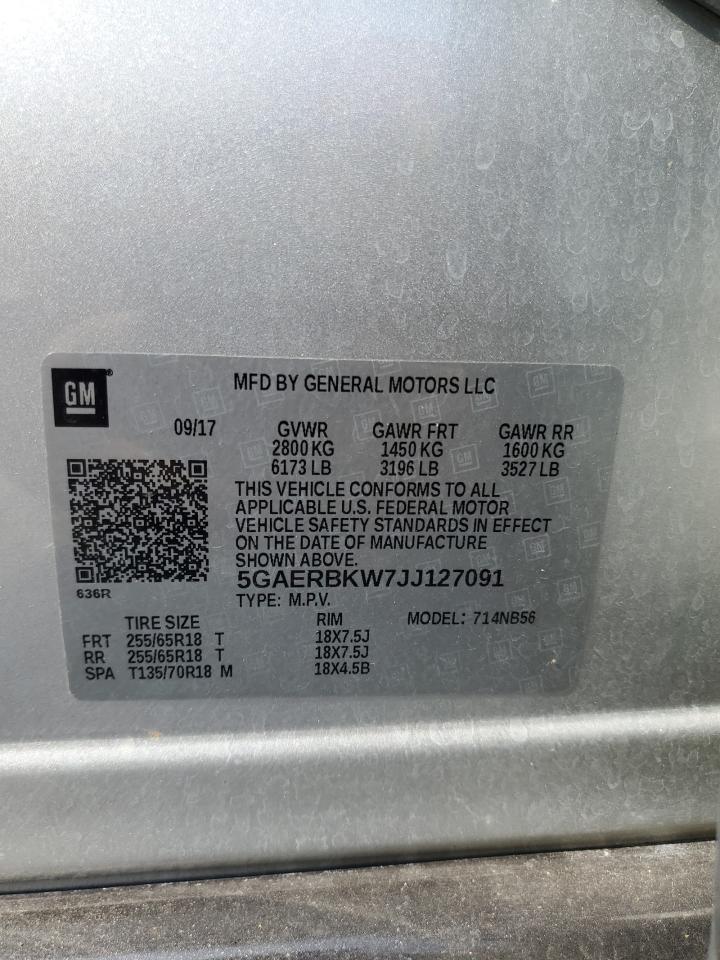 GM
MFD BY GENERAL MOTORS LLC
09/17 GVWR GAWR FRT GAWR RR
2800 KG 1450 KG 1600 KG
6173 LB 3196 LB 3527 LB
THIS VEHICLE CONFORMS TO ALL
APPLICABLE U.S. FEDERAL MOTOR
VEHICLE SAFETY STANDARDS IN EFFECT
ON THE DATE OF MANUFACTURE
SHOWN ABOVE.
636R
5GAERBKW7JJ127091
TYPE: M.P.V.
TIRE SIZE RIM MODEL: 714NB56
FRT 255/65R18 T 18X7.5J
RR 255/65R18 T 18X7.5J
SPA T135/70R18 M 18X4.5B